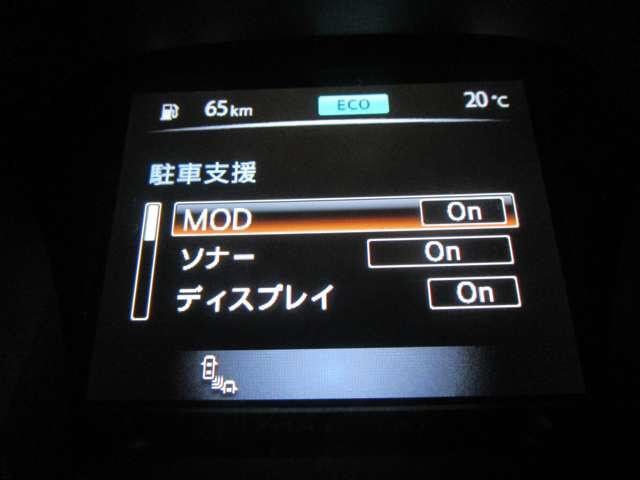 65km ECO 20℃
駐車支援
MOD On
ソナー On
ディスプレイ On